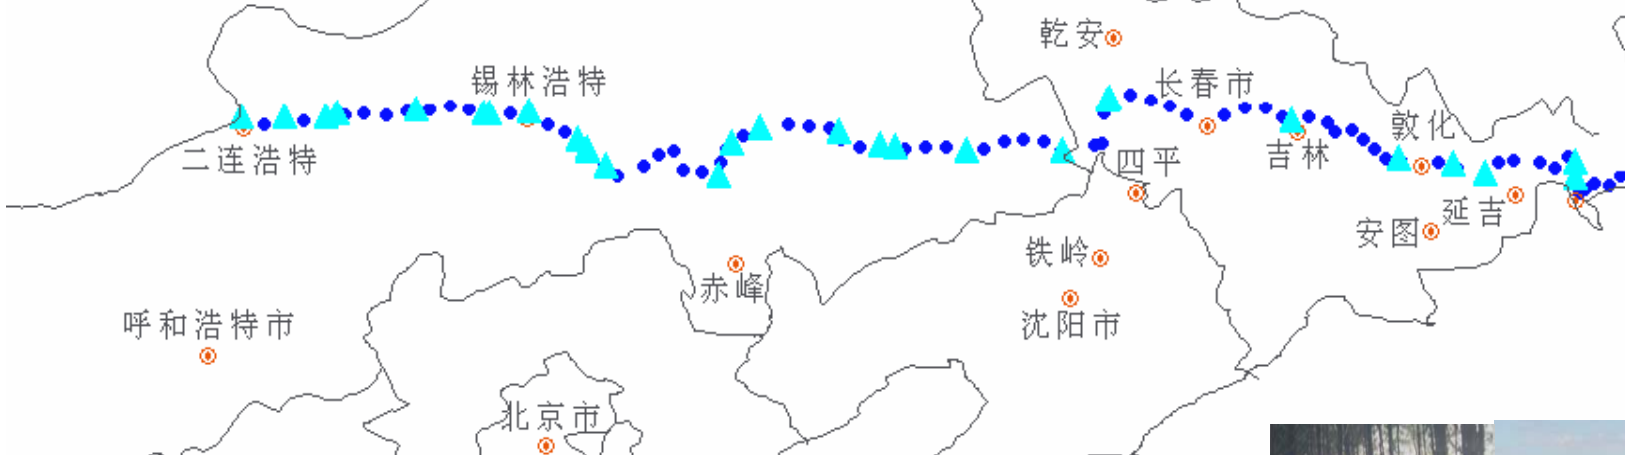 乾安
锡林浩特
长春市
敦化
二连浩特
四平
吉林
延吉
安图
铁岭
赤峰
呼和浩特市
沈阳市
北京市